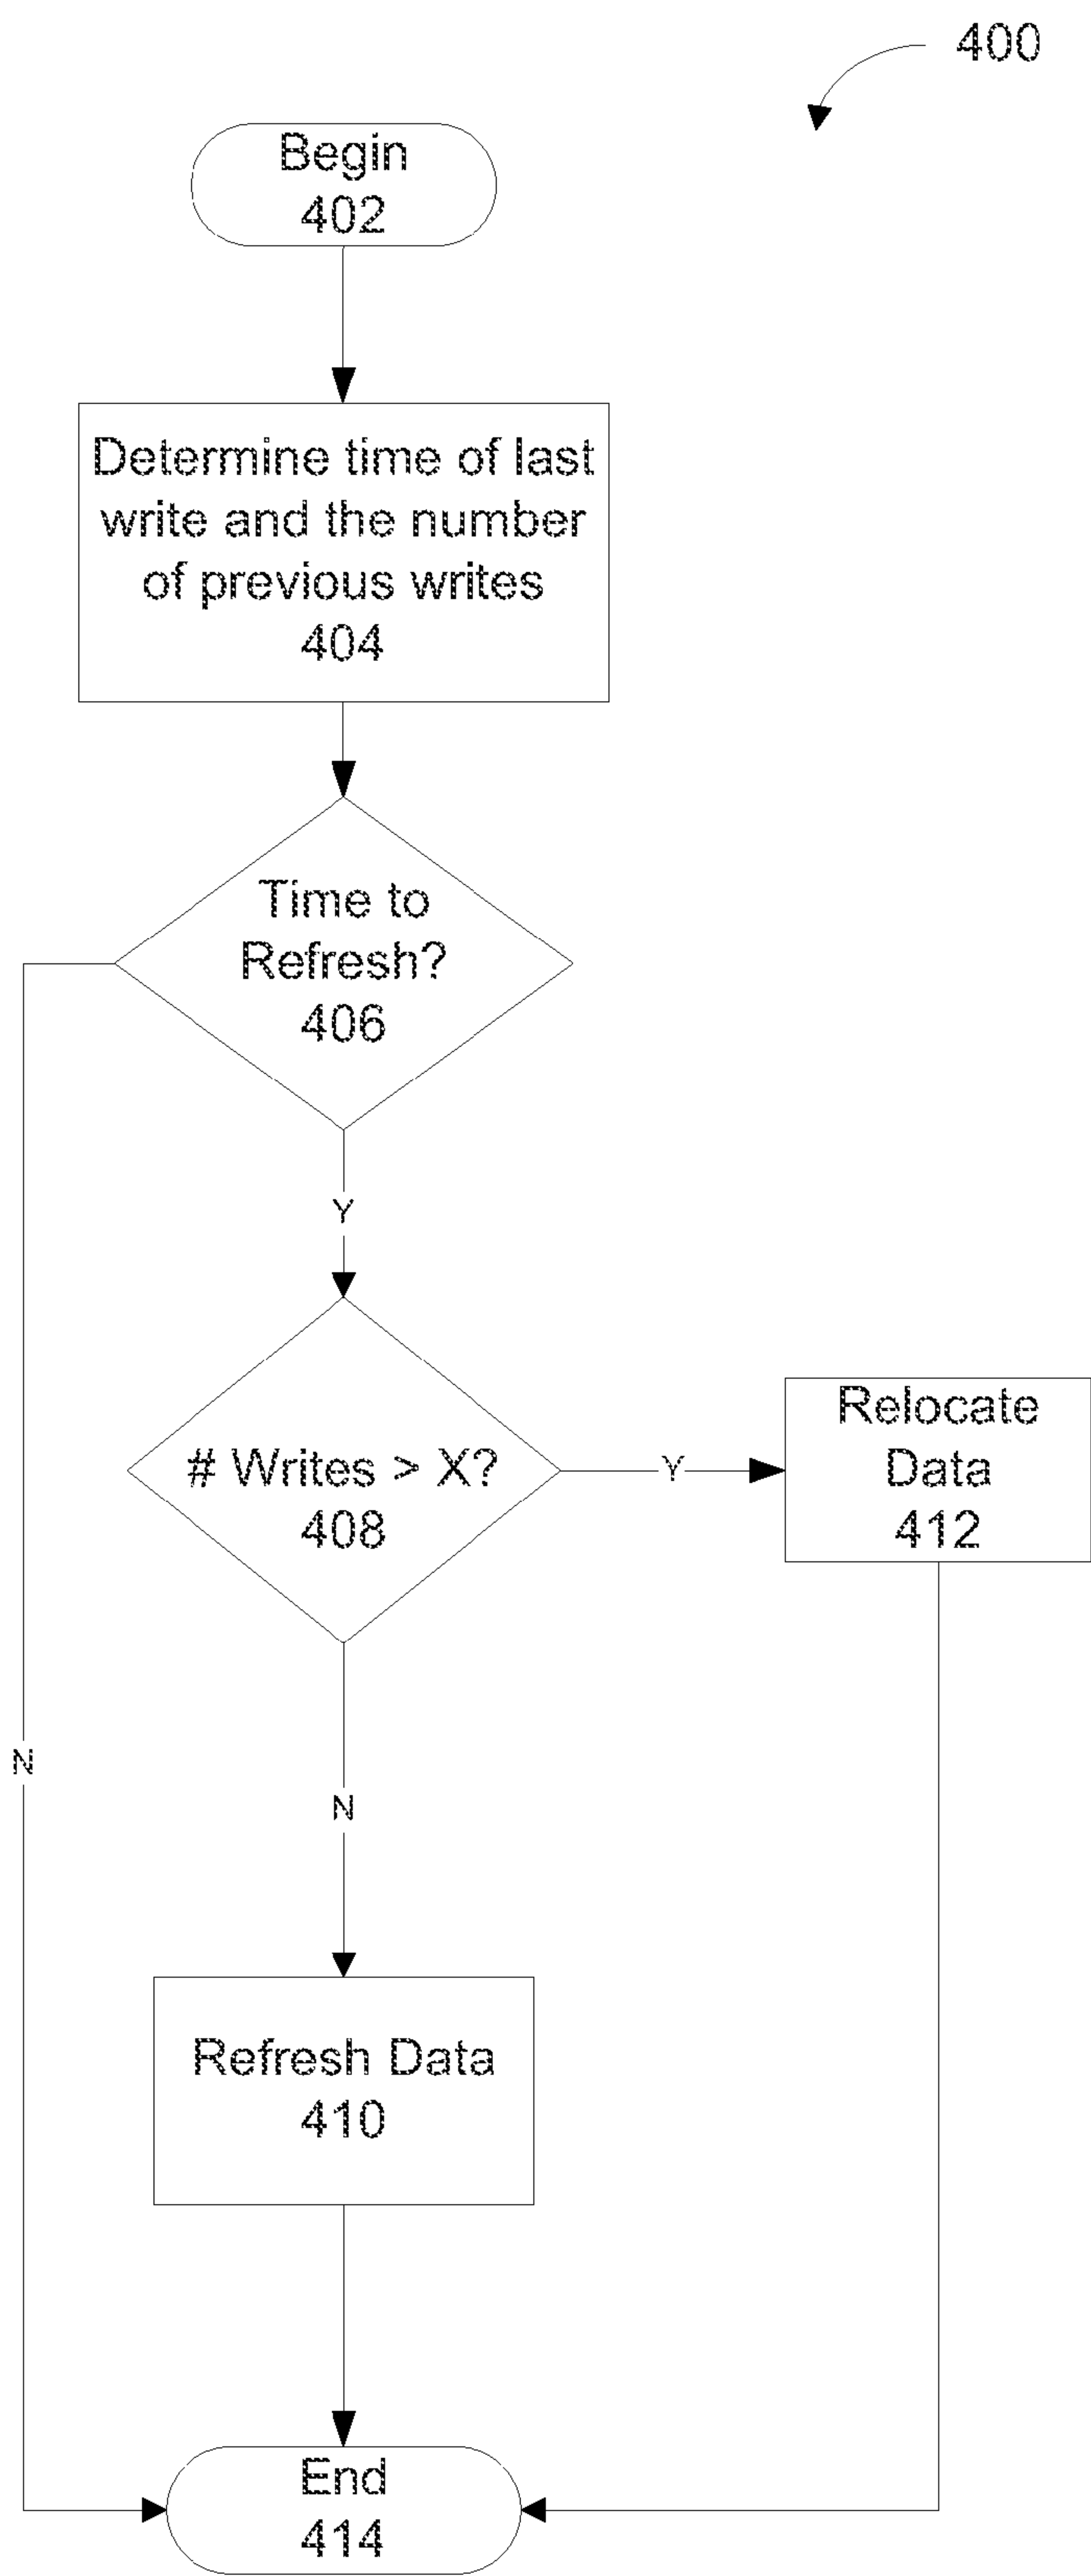 400
Begin
402
Determine time of last
write and the number
of previous writes
404
Time to
Refresh?
406
Y
# Writes > X?
408
Y
Relocate
Data
412
N
N
Refresh Data
410
End
414